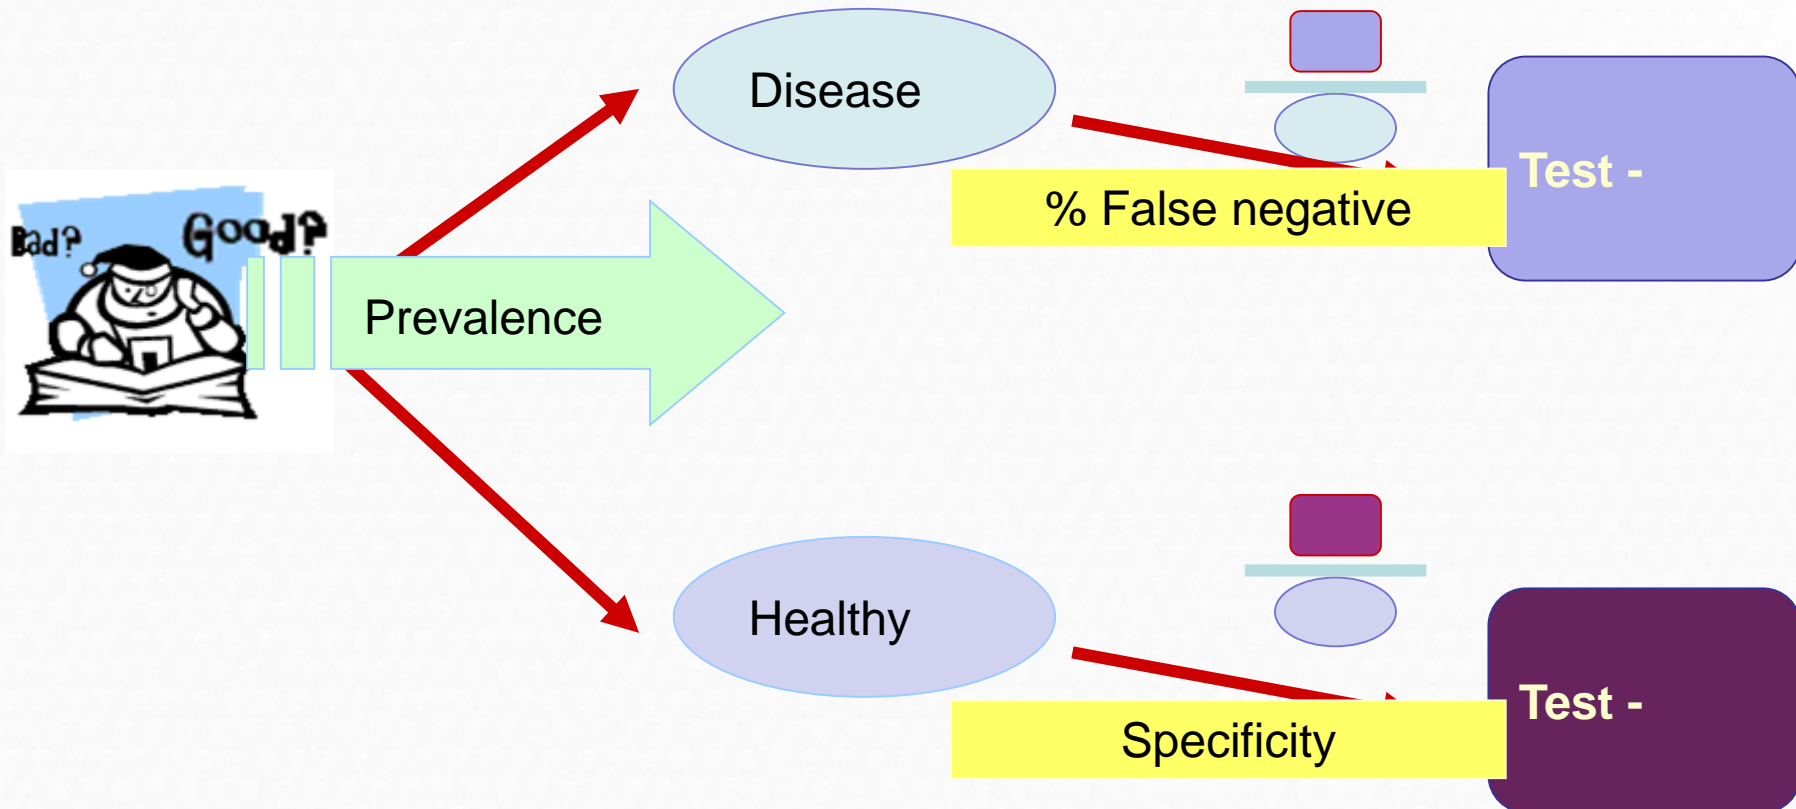 Disease
Test -
% False negative
Bad?
Good?
Prevalence
Healthy
Test -
Specificity